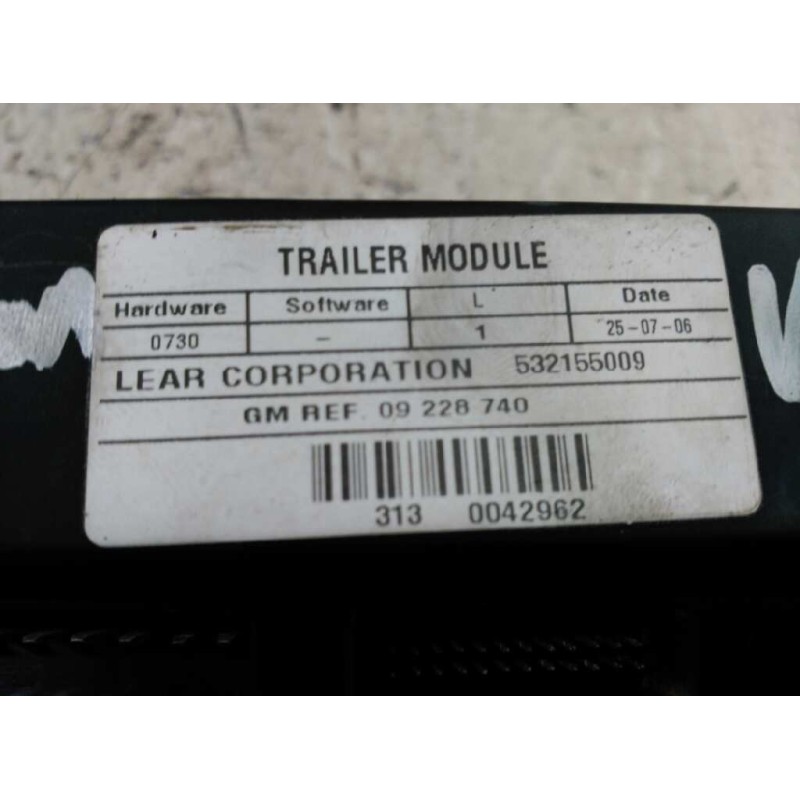 TRAILER MODULE
Hardware Software L Date
0730 – 1 25-07-06
LEAR CORPORATION 532155009
GM REF. 09 228 740
313 0042962